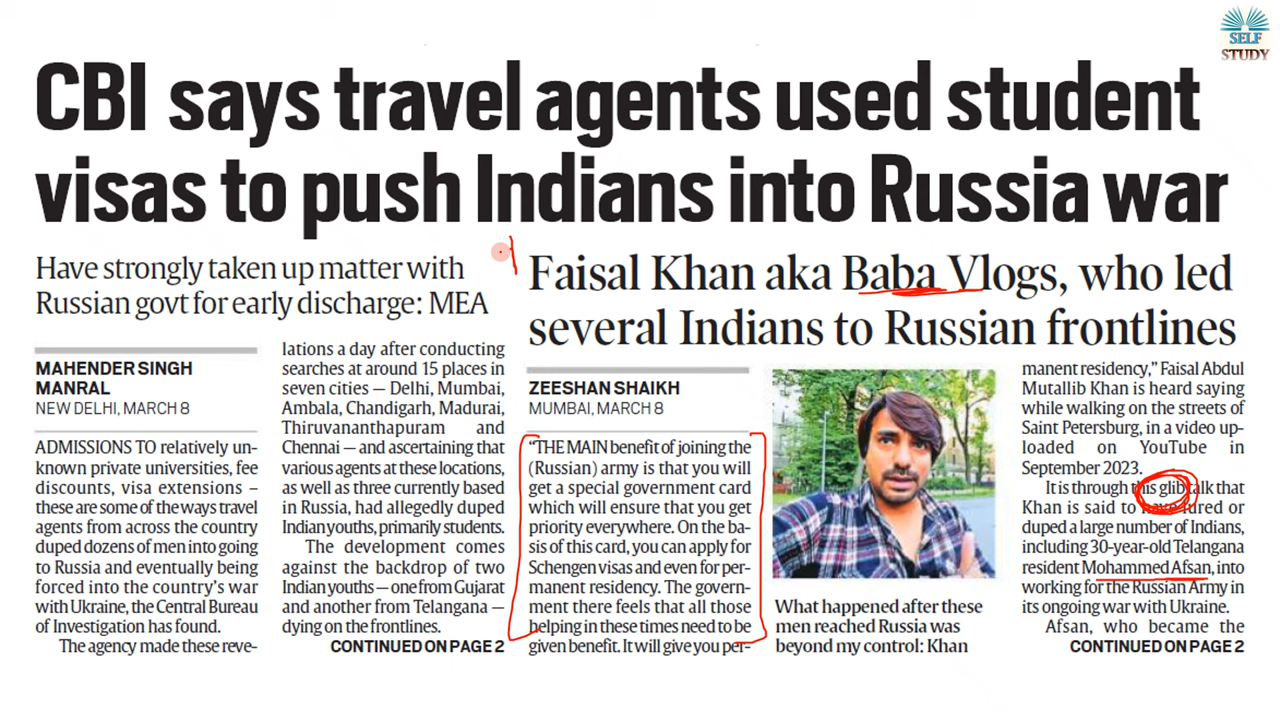 SELF
STUDY
CBI says travel agents used student
visas to push Indians into Russia war
Have strongly taken up matter with
Russian govt for early discharge: MEA
MAHENDER SINGH
MANRAL
NEW DELHI, MARCH 8
ADMISSIONS TO relatively un-
known private universities, fee
discounts, visa extensions –
these are some of the ways travel
agents from across the country
duped dozens of men into going
to Russia and eventually being
forced into the country's war
with Ukraine, the Central Bureau
of Investigation has found.
The agency made these reve-
lations a day after conducting
searches at around 15 places in
seven cities — Delhi, Mumbai,
Ambala, Chandigarh, Madurai,
Thiruvananthapuram and
Chennai — and ascertaining that
various agents at these locations,
as well as three currently based
in Russia, had allegedly duped
Indian youths, primarily students.
The development comes
against the backdrop of two
Indian youths — one from Gujarat
and another from Telangana —
dying on the frontlines.
CONTINUED ON PAGE 2
Faisal Khan aka Baba Vlogs, who led
several Indians to Russian frontlines
ZEESHAN SHAIKH
MUMBAI, MARCH 8
"THE MAIN benefit of joining the
(Russian) army is that you will
get a special government card
which will ensure that you get
priority everywhere. On the ba-
sis of this card, you can apply for
Schengen visas and even for per-
manent residency. The govern-
ment there feels that all those
helping in these times need to be
given benefit. It will give you per-
What happened after these
men reached Russia was
beyond my control: Khan
manent residency," Faisal Abdul
Mutallib Khan is heard saying
while walking on the streets of
Saint Petersburg, in a video up-
loaded on YouTube in
September 2023.
It is through this glib talk that
Khan is said to have lured or
duped a large number of Indians,
including 30-year-old Telangana
resident Mohammed Afsan, into
working for the Russian Army in
its ongoing war with Ukraine.
Afsan, who became the
CONTINUED ON PAGE 2